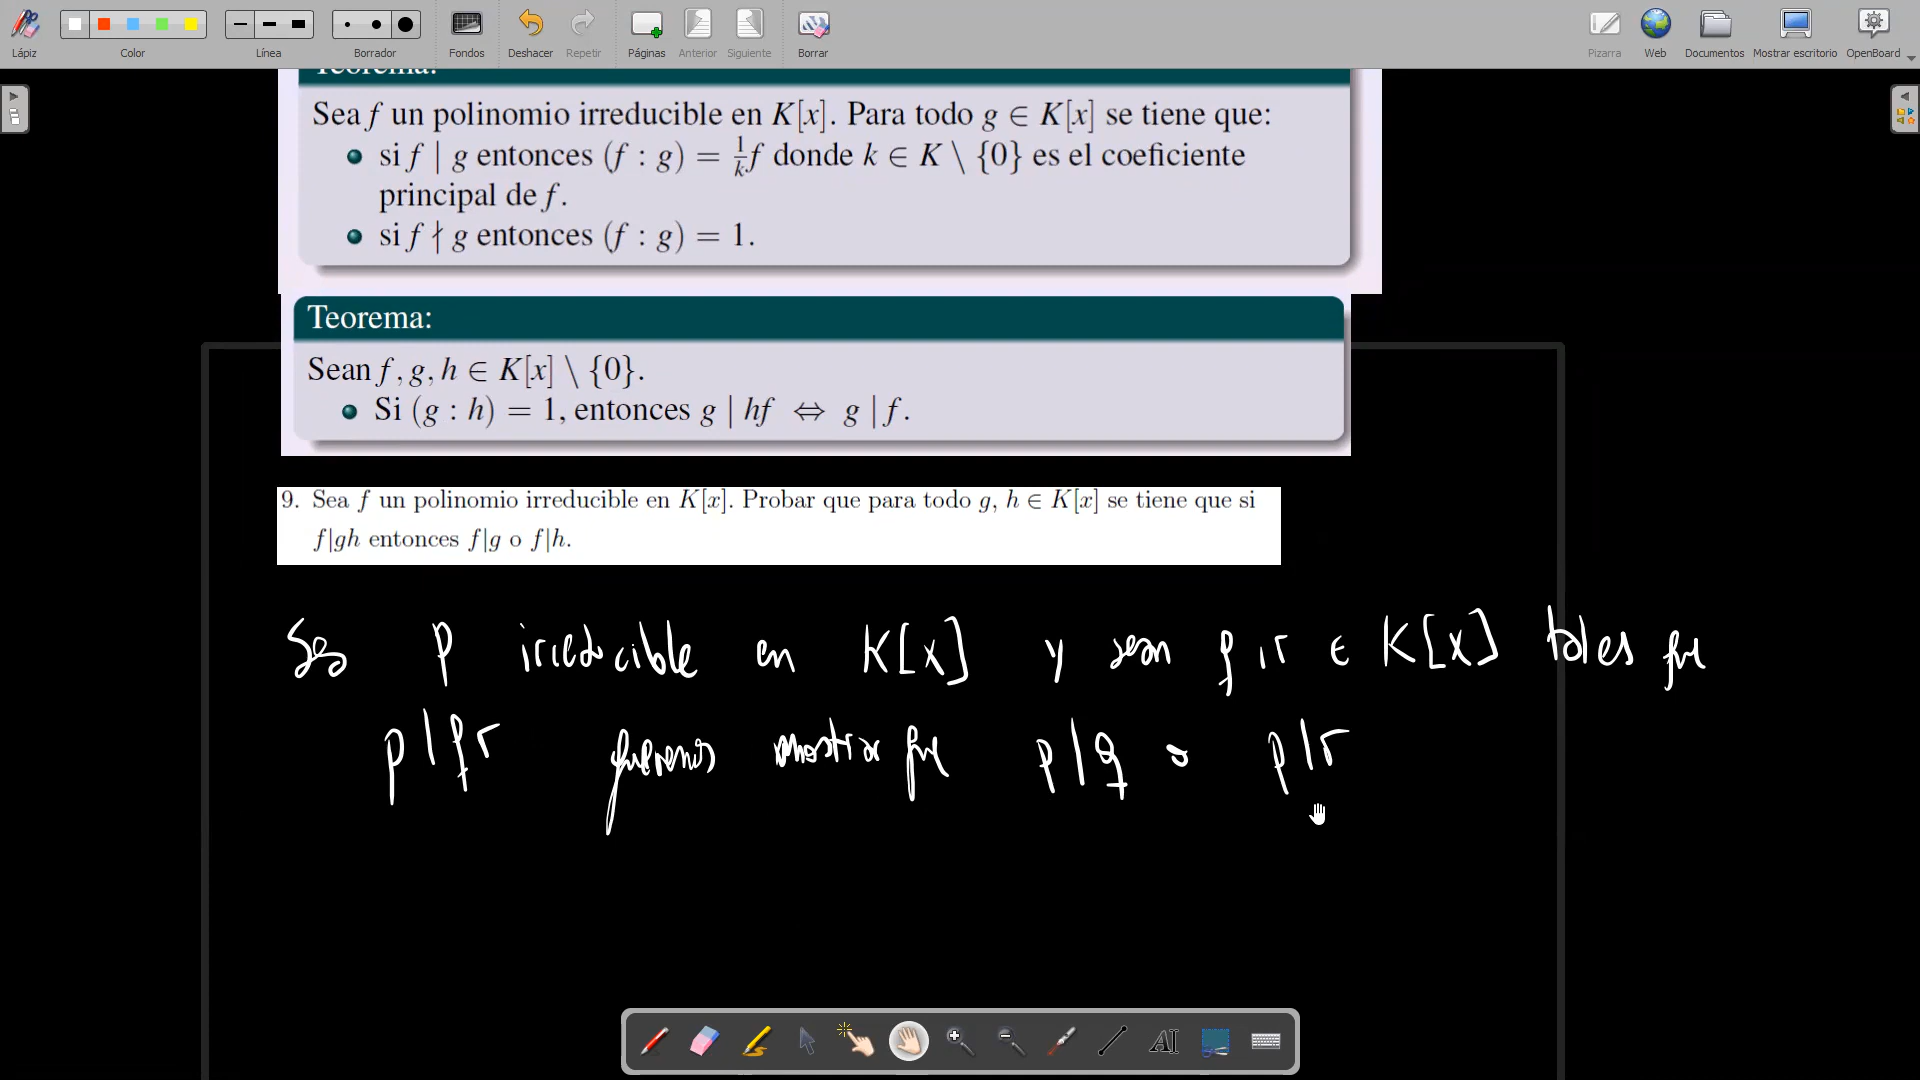 Lápiz Color Línea Borrador Fondos Deshacer Repetir Páginas Anterior Siguiente Borrar Pizarra Web Documentos Mostrar escritorio OpenBoard
Teorema:
Sea f un polinomio irreducible en K[x]. Para todo g ∈ K[x] se tiene que:
si f | g entonces (f : g) = 1/k f donde k ∈ K \ {0} es el coeficiente
principal de f.
si f ∤ g entonces (f : g) = 1.
Teorema:
Sean f, g, h ∈ K[x] \ {0}.
Si (g : h) = 1, entonces g | hf ⇔ g | f.
9. Sea f un polinomio irreducible en K[x]. Probar que para todo g, h ∈ K[x] se tiene que si
f|gh entonces f|g o f|h.
Sea p irreducible en K[x] y sean q, r ∈ K[x] tales que
p|qr queremos mostrar que p|q o p|r
AI